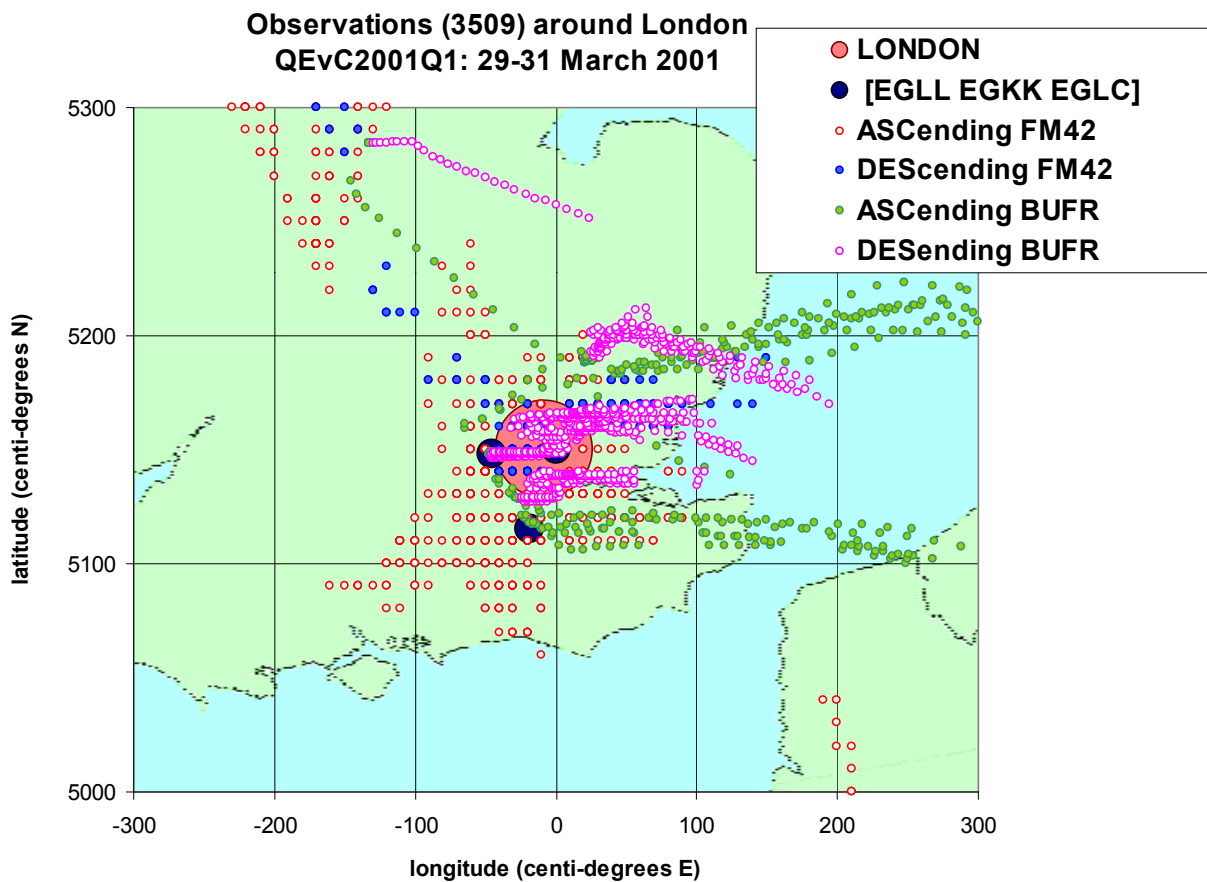 Observations (3509) around London
QEvC2001Q1: 29-31 March 2001
LONDON
[EGLL EGKK EGLC]
ASCending FM42
DEScending FM42
ASCending BUFR
DESending BUFR
latitude (centi-degrees N)
5300
5200
5100
5000
-300 -200 -100 0 100 200 300
longitude (centi-degrees E)